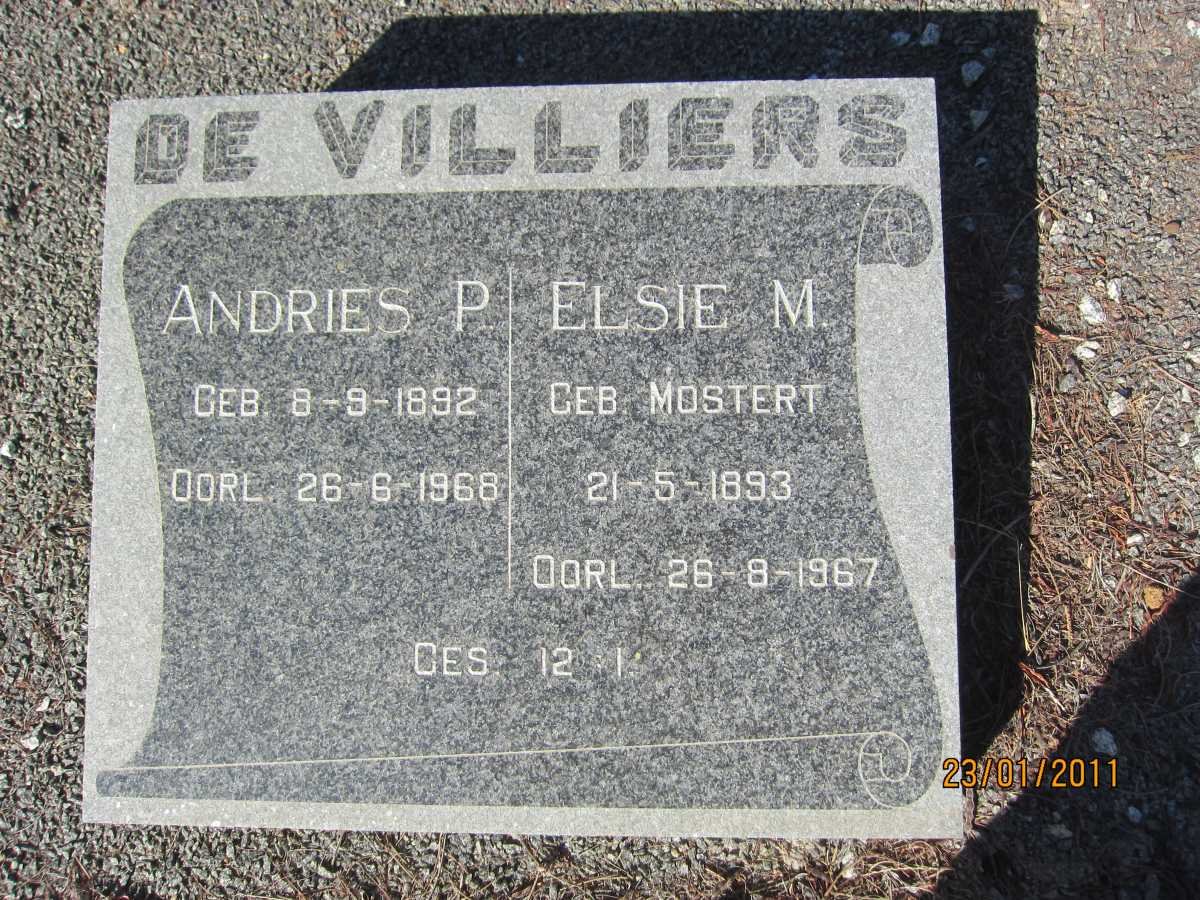 DE VILLIERS
ANDRIES P.
GEB. 8-9-1892
OORL. 26-6-1968
ELSIE M.
GEB. MOSTERT
21-5-1893
OORL. 26-8-1967
GES. 12:1.
23/01/2011